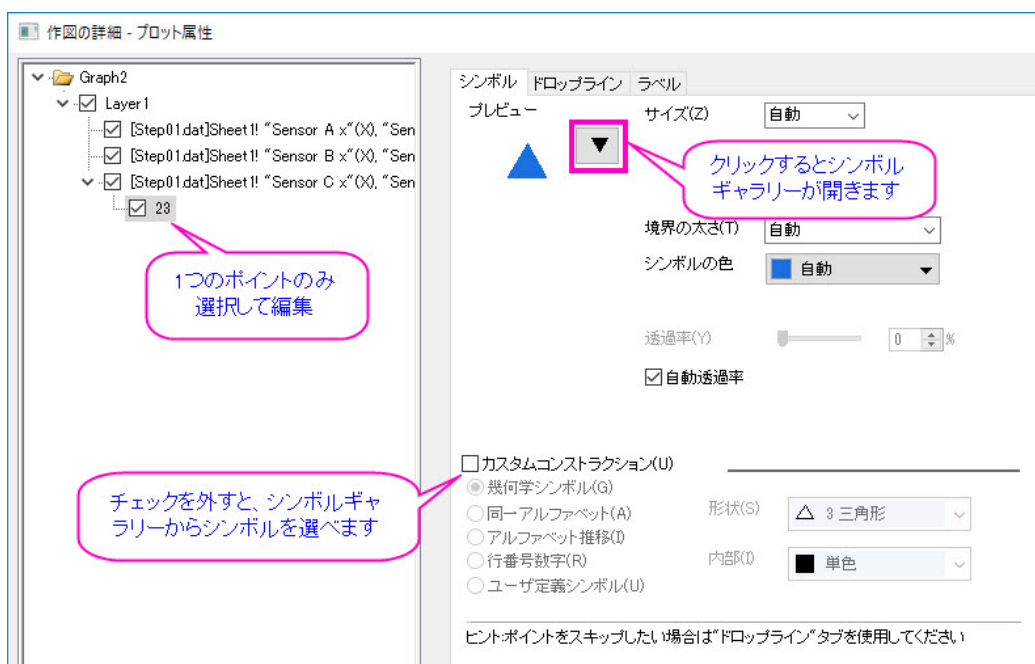 作図の詳細 - プロット属性
Graph2
Layer1
[Step01.dat]Sheet1! "Sensor A x"(X), "Sen
[Step01.dat]Sheet1! "Sensor B x"(X), "Sen
[Step01.dat]Sheet1! "Sensor C x"(X), "Sen
23
1つのポイントのみ
選択して編集
シンボル ドロップライン ラベル
プレビュー
サイズ(Z) 自動
クリックするとシンボル
ギャラリーが開きます
境界の太さ(T) 自動
シンボルの色 自動
透過率(Y) 0 %
自動透過率
カスタムコンストラクション(U)
チェックを外すと、シンボルギャ
ラリーからシンボルを選べます
幾何学シンボル(G)
同一アルファベット(A)
アルファベット推移(I)
行番号数字(R)
ユーザ定義シンボル(U)
形状(S) 3 三角形
内部(I) 単色
ヒント:ポイントをスキップしたい場合は"ドロップライン"タブを使用してください